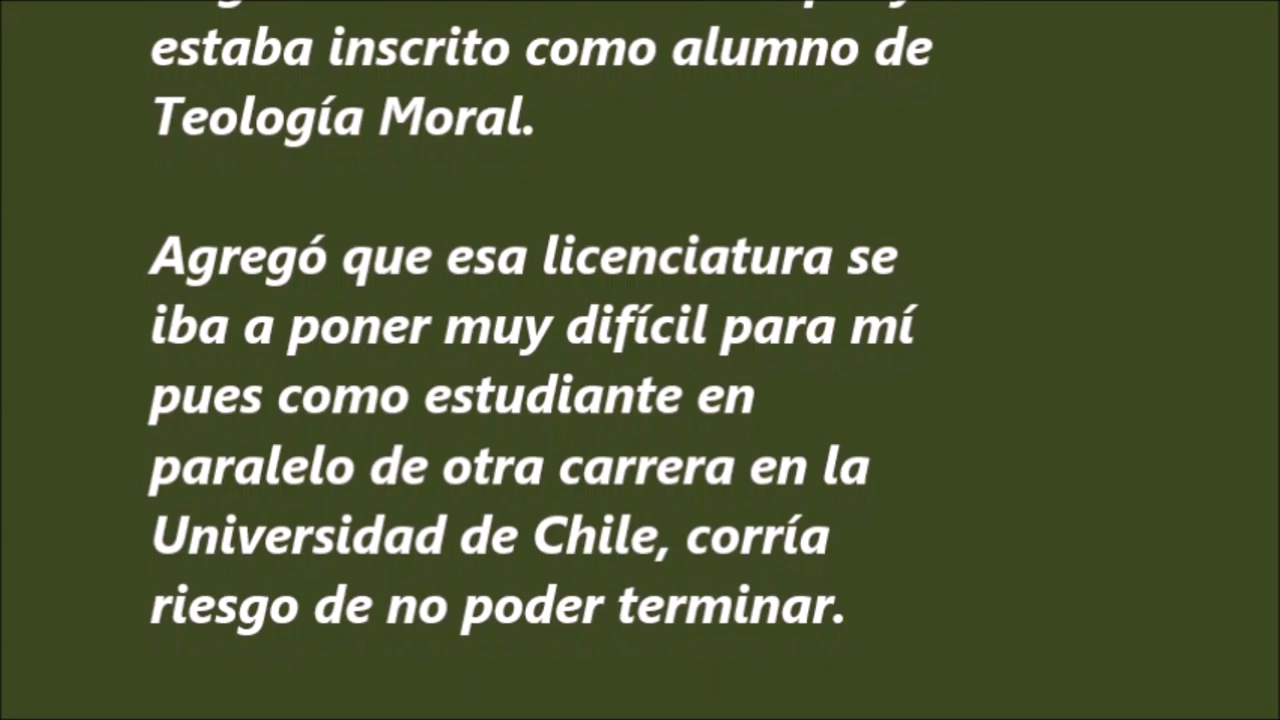 estaba inscrito como alumno de
Teología Moral.
Agregó que esa licenciatura se
iba a poner muy difícil para mí
pues como estudiante en
paralelo de otra carrera en la
Universidad de Chile, corría
riesgo de no poder terminar.